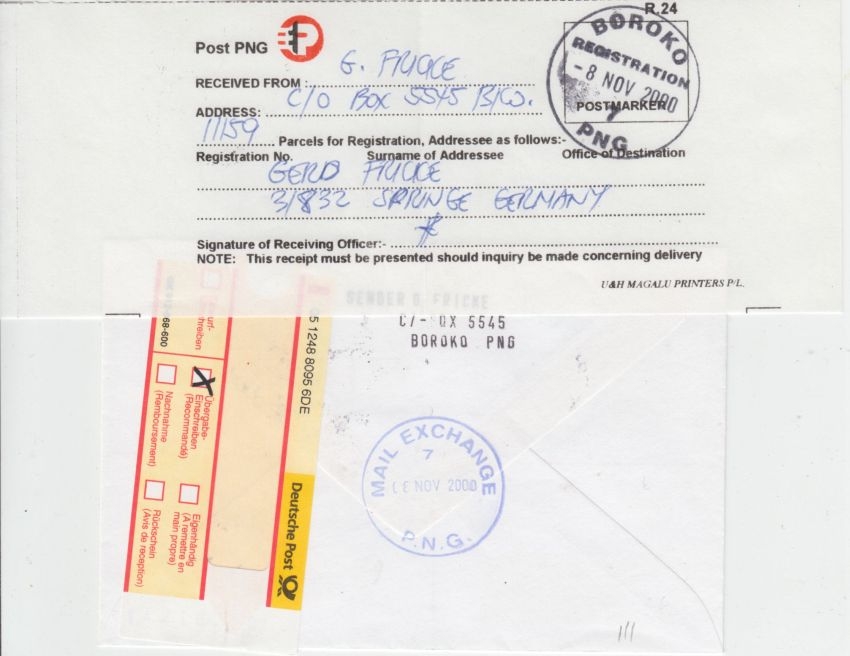 R.24
Post PNG
BOROKO
REGISTRATION
-8 NOV 2000
POSTMARKER
7
PNG
RECEIVED FROM: G. FRICKE
ADDRESS: C/O BOX 5545 B/CO.
11159 Parcels for Registration, Addressee as follows:-
Registration No. Surname of Addressee Office of Destination
GERD FRICKE
31832 SPRINGE GERMANY
Signature of Receiving Officer:-
NOTE: This receipt must be presented should inquiry be made concerning delivery
U&H MAGALU PRINTERS P/L.
SENDER G FRICKE
C/- OX 5545
BOROKO PNG
MAIL EXCHANGE
7
NOV 2000
P.N.G.
68-600
Übergabe-
Einschreiben
(Recommandé)
Nachnahme
(Remboursement)
Eigenhändig
(A remettre en
main propre)
Rückschein
(Avis de reception)
5 1248 8095 6DE
Deutsche Post